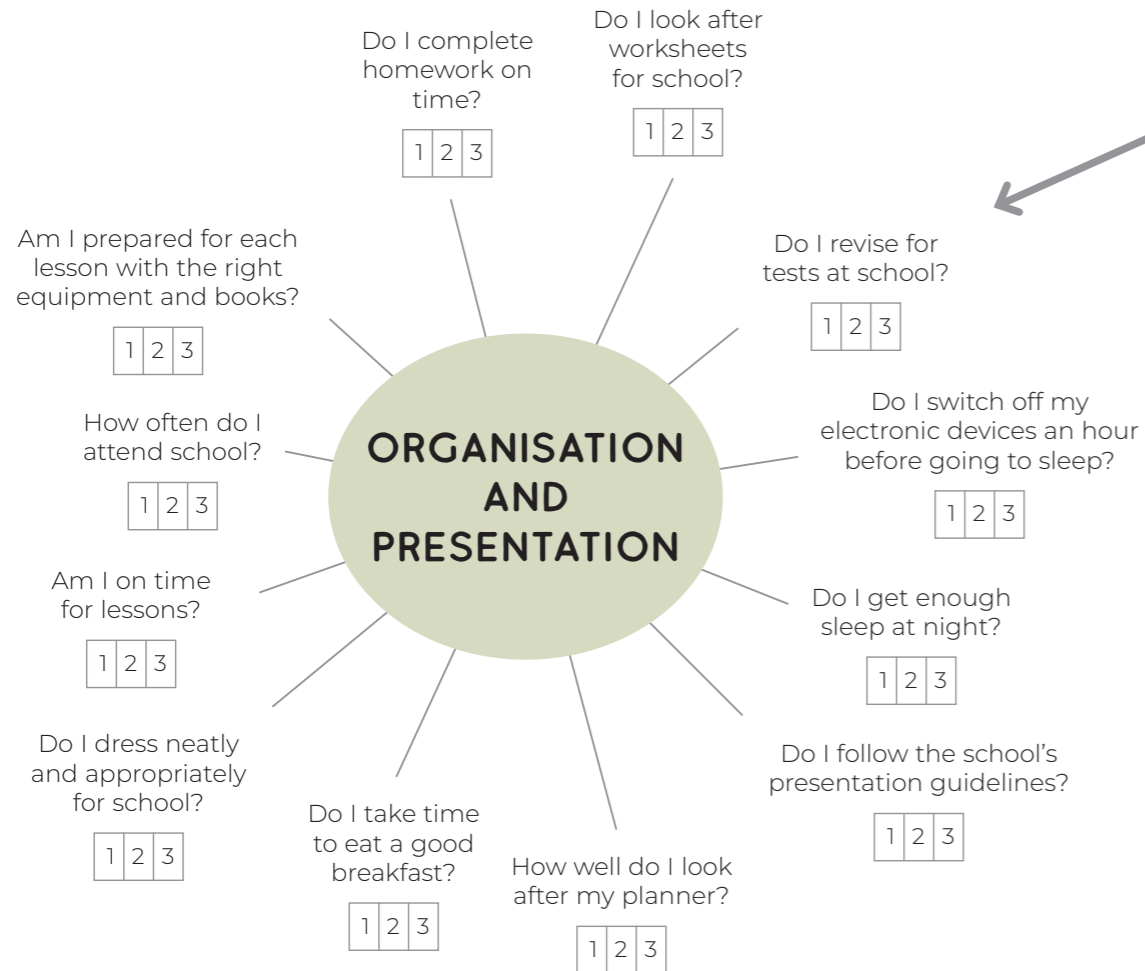 Do I complete
homework on
time?
1 2 3
Do I look after
worksheets
for school?
1 2 3
Do I revise for
tests at school?
1 2 3
Do I switch off my
electronic devices an hour
before going to sleep?
1 2 3
Do I get enough
sleep at night?
1 2 3
Do I follow the school's
presentation guidelines?
1 2 3
How well do I look
after my planner?
1 2 3
Do I take time
to eat a good
breakfast?
1 2 3
Do I dress neatly
and appropriately
for school?
1 2 3
Am I on time
for lessons?
1 2 3
How often do I
attend school?
1 2 3
Am I prepared for each
lesson with the right
equipment and books?
1 2 3
ORGANISATION
AND
PRESENTATION